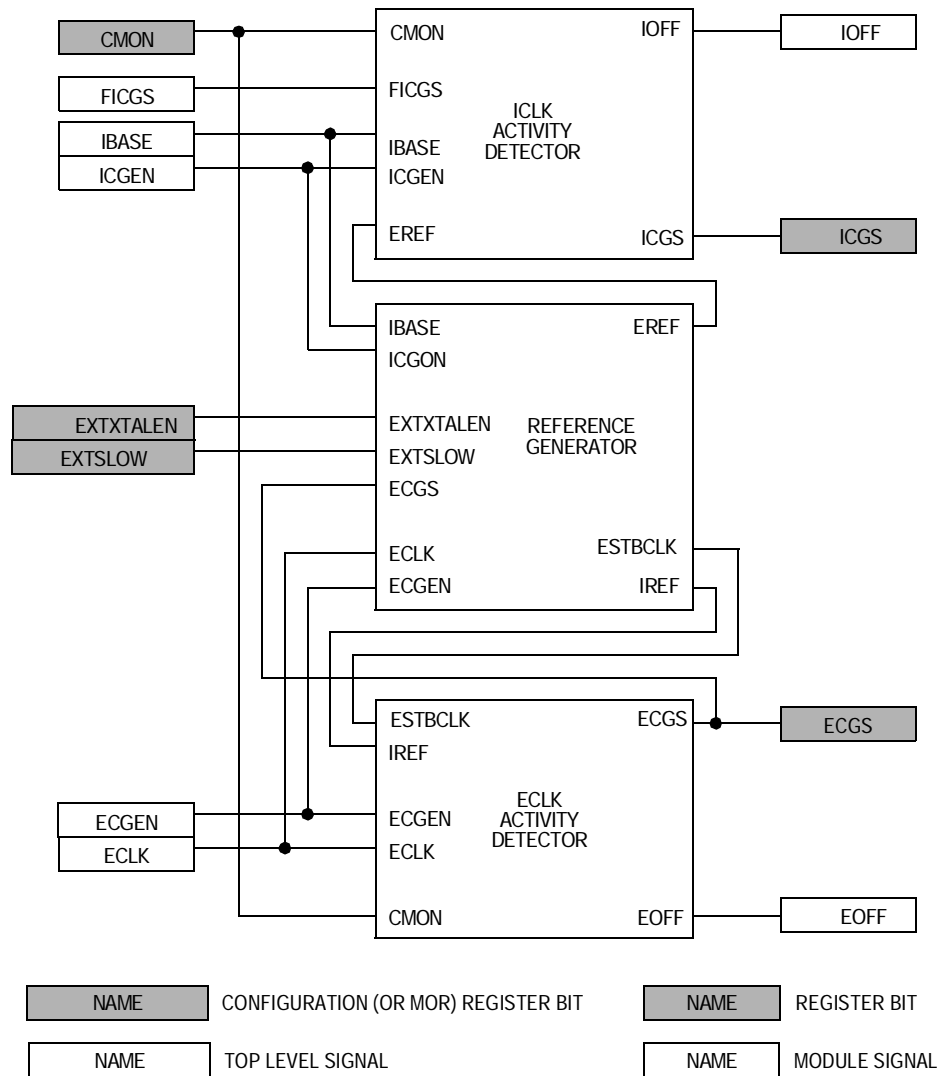 CMON
FICGS
IBASE
ICGEN
CMON
FICGS
IBASE
ICGEN
EREF
ICLK
ACTIVITY
DETECTOR
IOFF
ICGS
IOFF
ICGS
EXTXTALEN
EXTSLOW
IBASE
ICGON
EXTXTALEN
EXTSLOW
ECGS
ECLK
ECGEN
REFERENCE
GENERATOR
EREF
ESTBCLK
IREF
ECGEN
ECLK
ESTBCLK
IREF
ECGEN
ECLK
CMON
ECLK
ACTIVITY
DETECTOR
ECGS
EOFF
ECGS
EOFF
NAME CONFIGURATION (OR MOR) REGISTER BIT
NAME REGISTER BIT
NAME TOP LEVEL SIGNAL
NAME MODULE SIGNAL